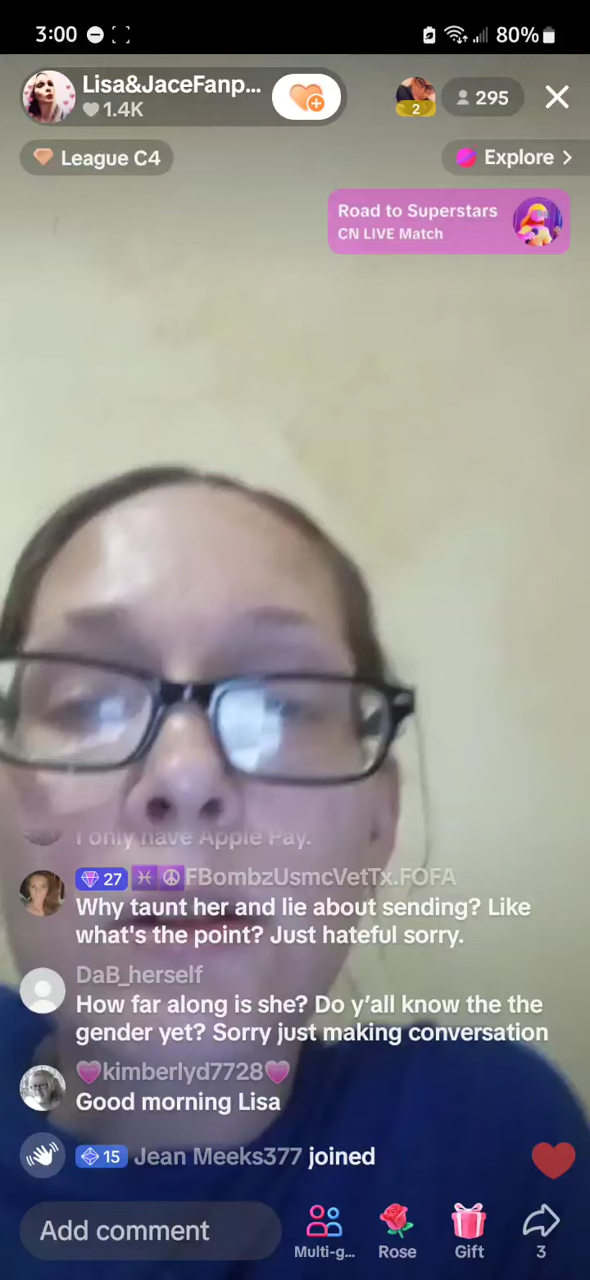 3:00
80%
Lisa&JaceFanp...
1.4K
2
295
League C4
Explore >
Road to Superstars
CN LIVE Match
I only have Apple Pay.
27 FBombzUsmcVetTx.FOFA
Why taunt her and lie about sending? Like
what's the point? Just hateful sorry.
DaB_herself
How far along is she? Do y'all know the the
gender yet? Sorry just making conversation
💗kimberlyd7728💗
Good morning Lisa
15 Jean Meeks377 joined
Add comment
Multi-g...
Rose
Gift
3